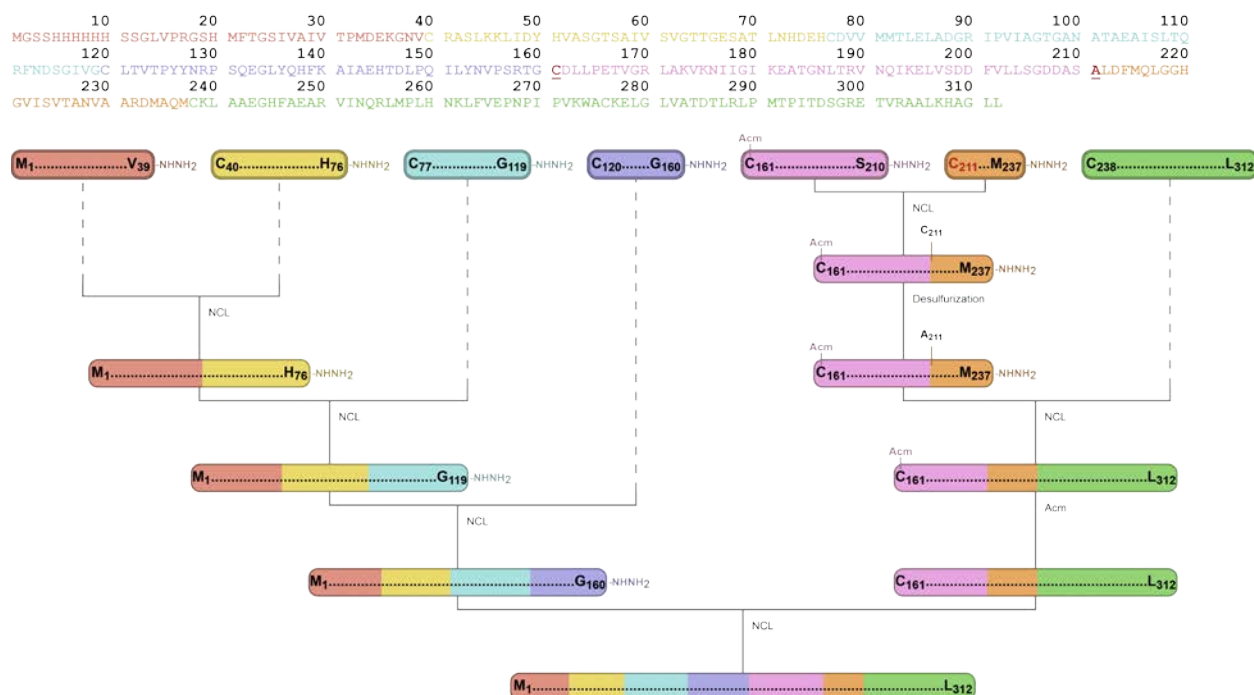 10 20 30 40 50 60 70 80 90 100 110
MGSSHHHHHH SSGLVPRGSH MFTGSIVAIV TPMDEKGNVC RASLKKLIDY HVASGTSAIV SVGTTGESAT LNHDEHCDVV MMTLELADGR IPVIAGTGAN ATAEAISLTQ
120 130 140 150 160 170 180 190 200 210 220
RFNDSGIVGC LTVTPYYNRP SQEGLYQHFK AIAEHTDLPQ ILYNVPSRTG CDLLPETVGR LAKVKNIIGI KEATGNLTRV NQIKELVSDD FVLLSGDDAS ALDFMQLGGH
230 240 250 260 270 280 290 300 310
GVISVTANVA ARDMAQMCKL AAEGHFAEAR VINQRLMPLH NKLFVEPNPI PVKWACKELG LVATDTLRLP MTPITDSGRE TVRAALKHAG LL
Acm
M1 V39-NHNH2 C40 H76-NHNH2 C77 G119-NHNH2 C120 G160-NHNH2 C161 S210-NHNH2 C211 M237-NHNH2 C238 L312
NCL
Acm C211
C161 M237-NHNH2
NCL Desulfurization
Acm A211
M1 H76-NHNH2 C161 M237-NHNH2
NCL NCL
Acm
M1 G119-NHNH2 C161 L312
NCL Acm
M1 G160-NHNH2 C161 L312
NCL
M1 L312